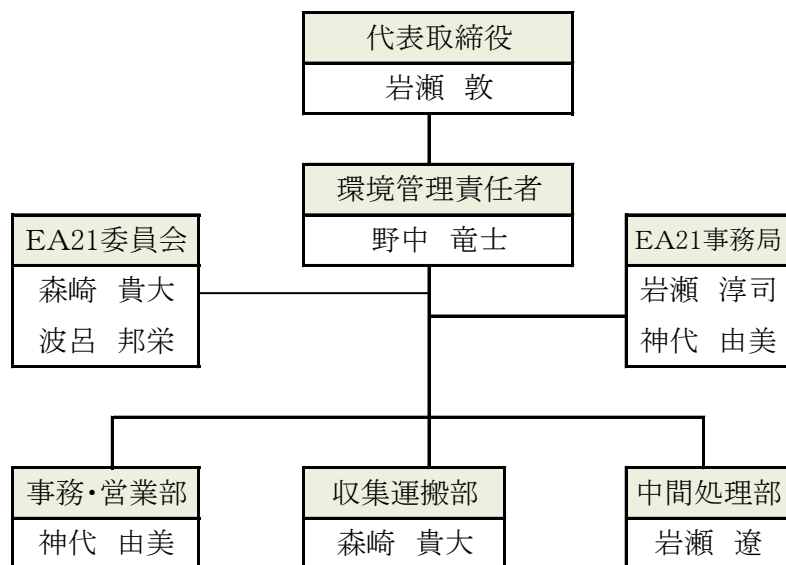 代表取締役
岩瀬 敦
環境管理責任者
野中 竜士
EA21委員会
森崎 貴大
波呂 邦栄
EA21事務局
岩瀬 淳司
神代 由美
事務・営業部
神代 由美
収集運搬部
森崎 貴大
中間処理部
岩瀬 遼